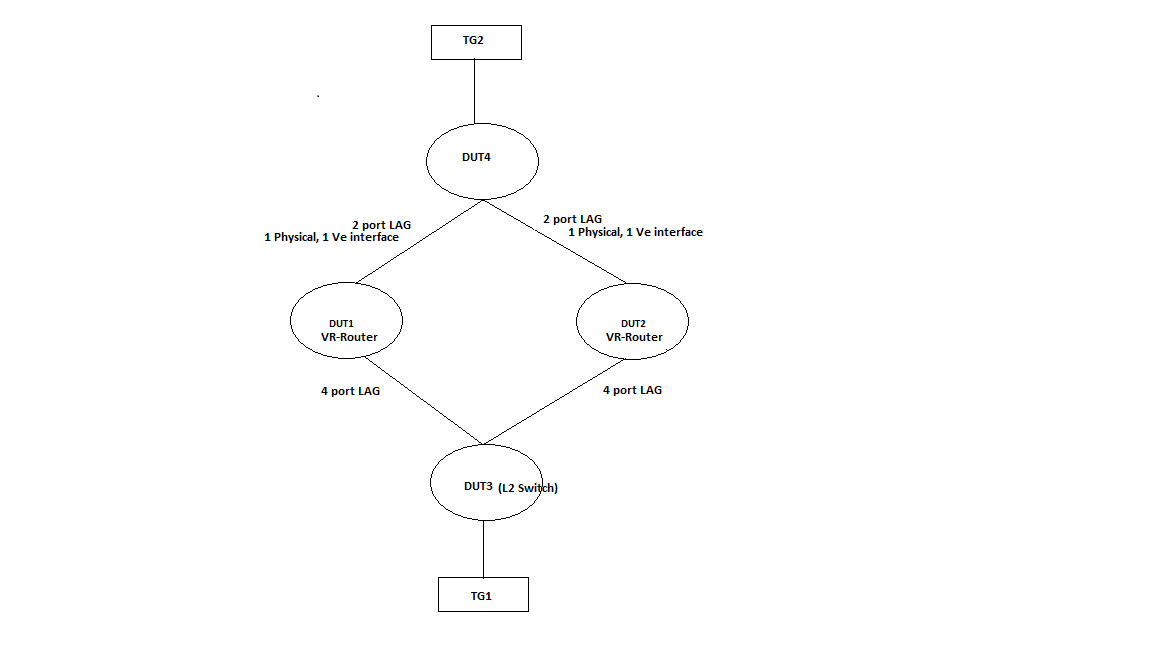 TG2
DUT4
2 port LAG
1 Physical, 1 Ve interface
2 port LAG
1 Physical, 1 Ve interface
DUT1
VR-Router
DUT2
VR-Router
4 port LAG
4 port LAG
DUT3 (L2 Switch)
TG1